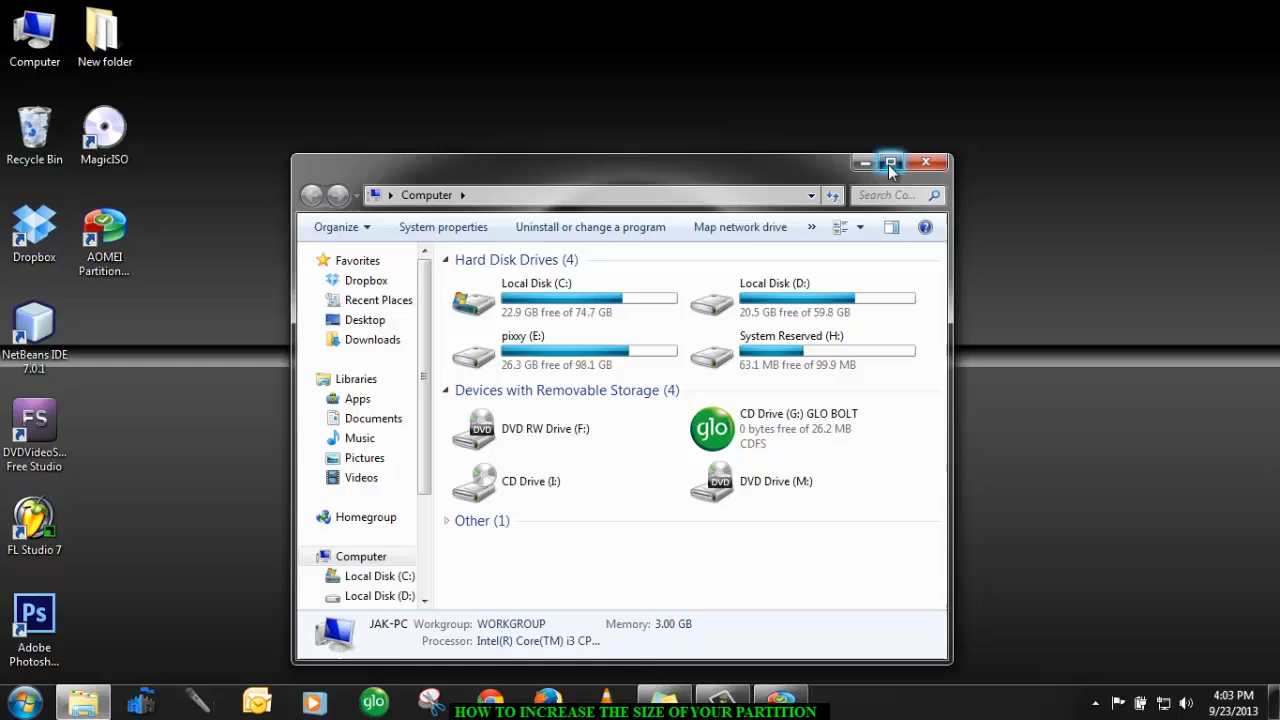 Computer
New folder
Recycle Bin
MagicISO
Dropbox
AOMEI
Partition...
NetBeans IDE
7.0.1
FS
DVDVideoS...
Free Studio
FL Studio 7
Ps
Adobe
Photosh...
Computer
Search Co...
Organize
System properties
Uninstall or change a program
Map network drive
»
Favorites
Dropbox
Recent Places
Desktop
Downloads
Libraries
Apps
Documents
Music
Pictures
Videos
Homegroup
Computer
Local Disk (C:)
Local Disk (D:)
Hard Disk Drives (4)
Local Disk (C:)
22.9 GB free of 74.7 GB
Local Disk (D:)
20.5 GB free of 59.8 GB
pixxy (E:)
26.3 GB free of 98.1 GB
System Reserved (H:)
63.1 MB free of 99.9 MB
Devices with Removable Storage (4)
DVD
DVD RW Drive (F:)
glo
CD Drive (G:) GLO BOLT
0 bytes free of 26.2 MB
CDFS
CD Drive (I:)
DVD
DVD Drive (M:)
Other (1)
JAK-PC Workgroup: WORKGROUP Memory: 3.00 GB
Processor: Intel(R) Core(TM) i3 CP...
glo
4:03 PM
9/23/2013
HOW TO INCREASE THE SIZE OF YOUR PARTITION